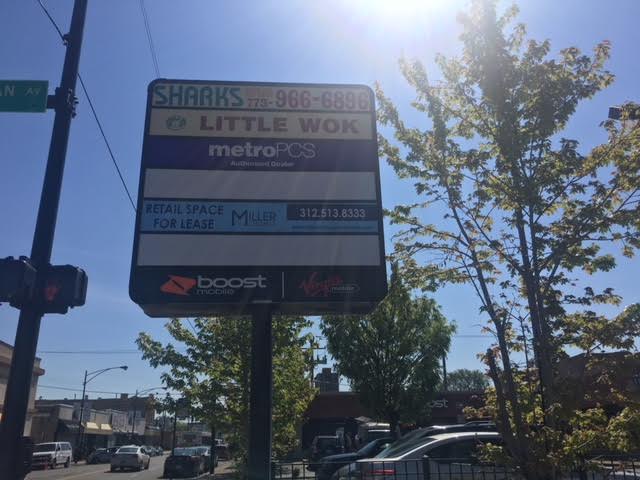 N AV
SHARKS 773-966-6896
LITTLE WOK
metroPCS
Authorized Dealer
RETAIL SPACE
FOR LEASE
MILLER
312.513.8333
boost
mobile
Virgin
mobile